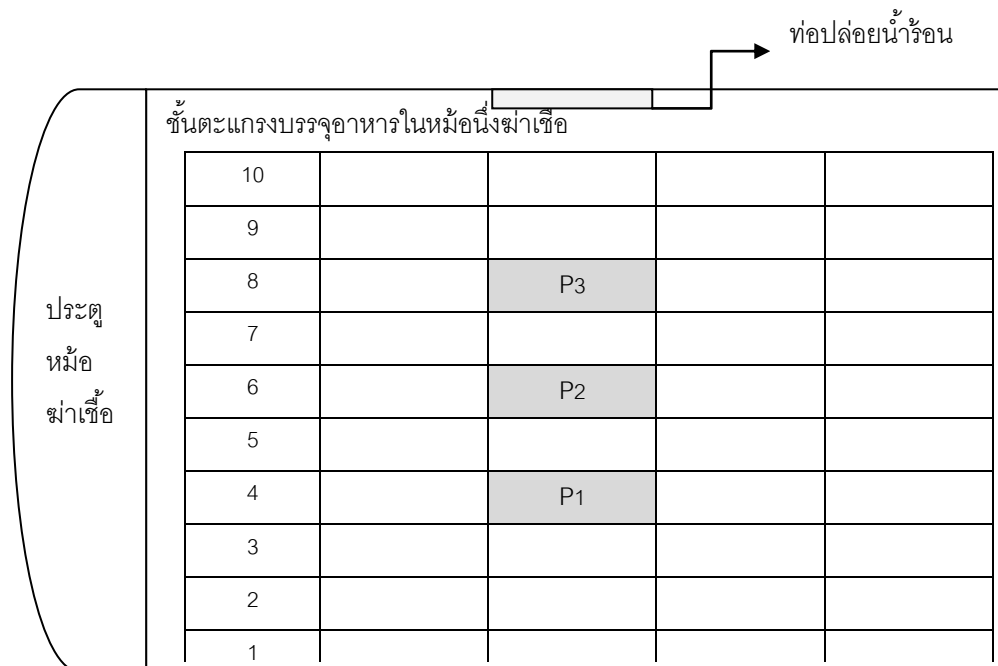 ท่อปล่อยน้ำร้อน
ชั้นตะแกรงบรรจุอาหารในหม้อนึ่งฆ่าเชื้อ
10
9
8 P3
7
6 P2
5
4 P1
3
2
1
ประตู
หม้อ
ฆ่าเชื้อ